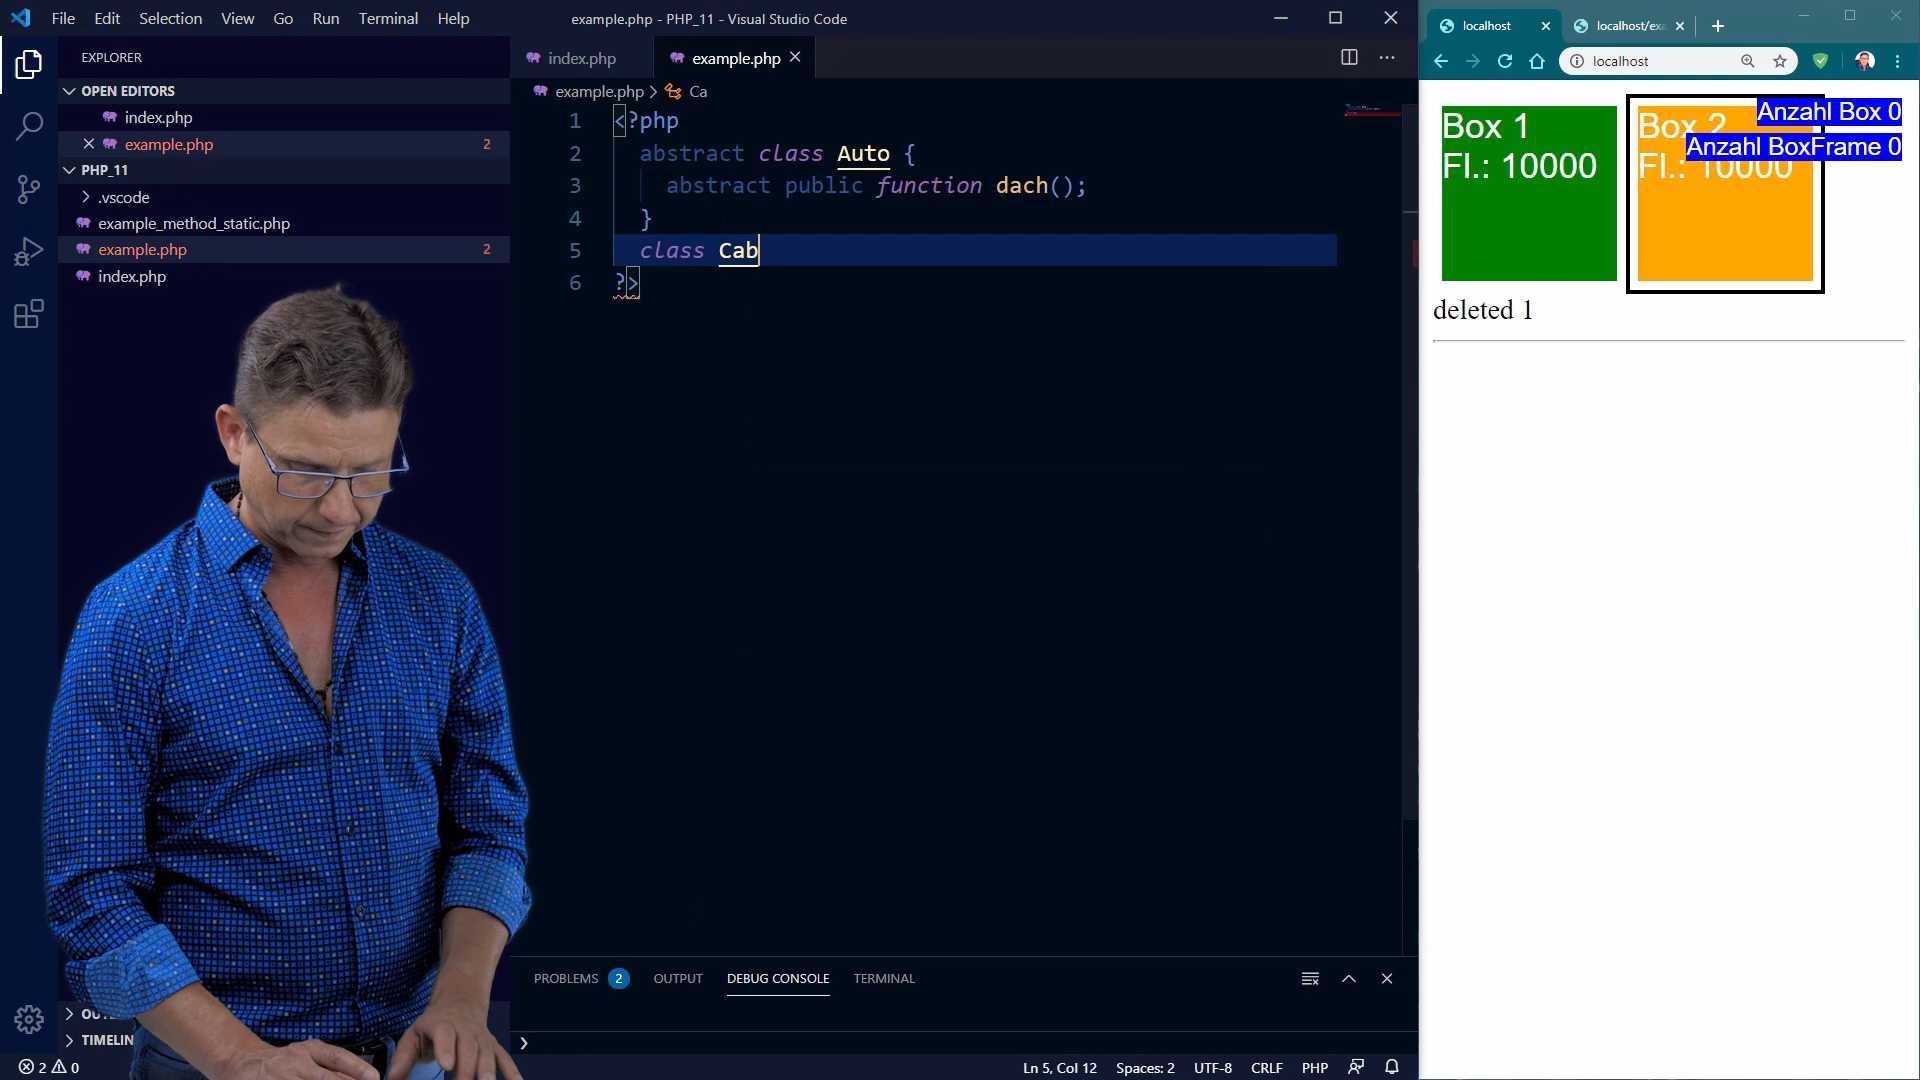 File Edit Selection View Go Run Terminal Help
example.php - PHP_11 - Visual Studio Code
EXPLORER
OPEN EDITORS
index.php
example.php 2
PHP_11
.vscode
example_method_static.php
example.php 2
index.php
TIMELIN
index.php
example.php
example.php > Ca
1 <?php
2 abstract class Auto {
3 abstract public function dach();
4 }
5 class Cab
6 ?>
PROBLEMS 2 OUTPUT DEBUG CONSOLE TERMINAL
2 0
Ln 5, Col 12 Spaces: 2 UTF-8 CRLF PHP
localhost
localhost/exa
localhost
Box 1
Fl.: 10000
Box 2
Fl.: 10000
Anzahl Box 0
Anzahl BoxFrame 0
deleted 1